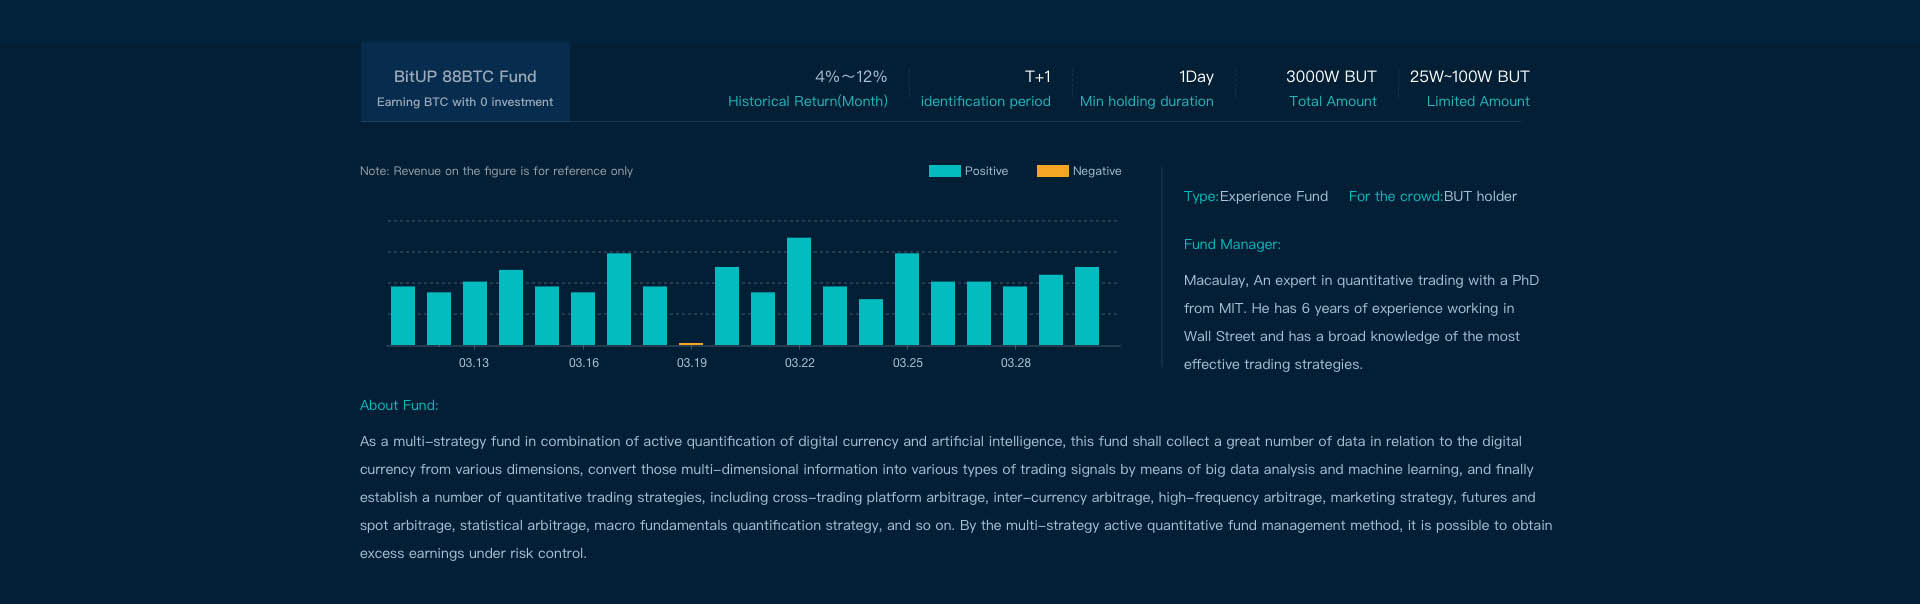 BitUP 88BTC Fund
Earning BTC with 0 investment
4%～12%
Historical Return(Month)
T+1
identification period
1Day
Min holding duration
3000W BUT
Total Amount
25W~100W BUT
Limited Amount
Note: Revenue on the figure is for reference only
Positive
Negative
03.13
03.16
03.19
03.22
03.25
03.28
Type:Experience Fund
For the crowd:BUT holder
Fund Manager:
Macaulay, An expert in quantitative trading with a PhD
from MIT. He has 6 years of experience working in
Wall Street and has a broad knowledge of the most
effective trading strategies.
About Fund:
As a multi-strategy fund in combination of active quantification of digital currency and artificial intelligence, this fund shall collect a great number of data in relation to the digital
currency from various dimensions, convert those multi-dimensional information into various types of trading signals by means of big data analysis and machine learning, and finally
establish a number of quantitative trading strategies, including cross-trading platform arbitrage, inter-currency arbitrage, high-frequency arbitrage, marketing strategy, futures and
spot arbitrage, statistical arbitrage, macro fundamentals quantification strategy, and so on. By the multi-strategy active quantitative fund management method, it is possible to obtain
excess earnings under risk control.